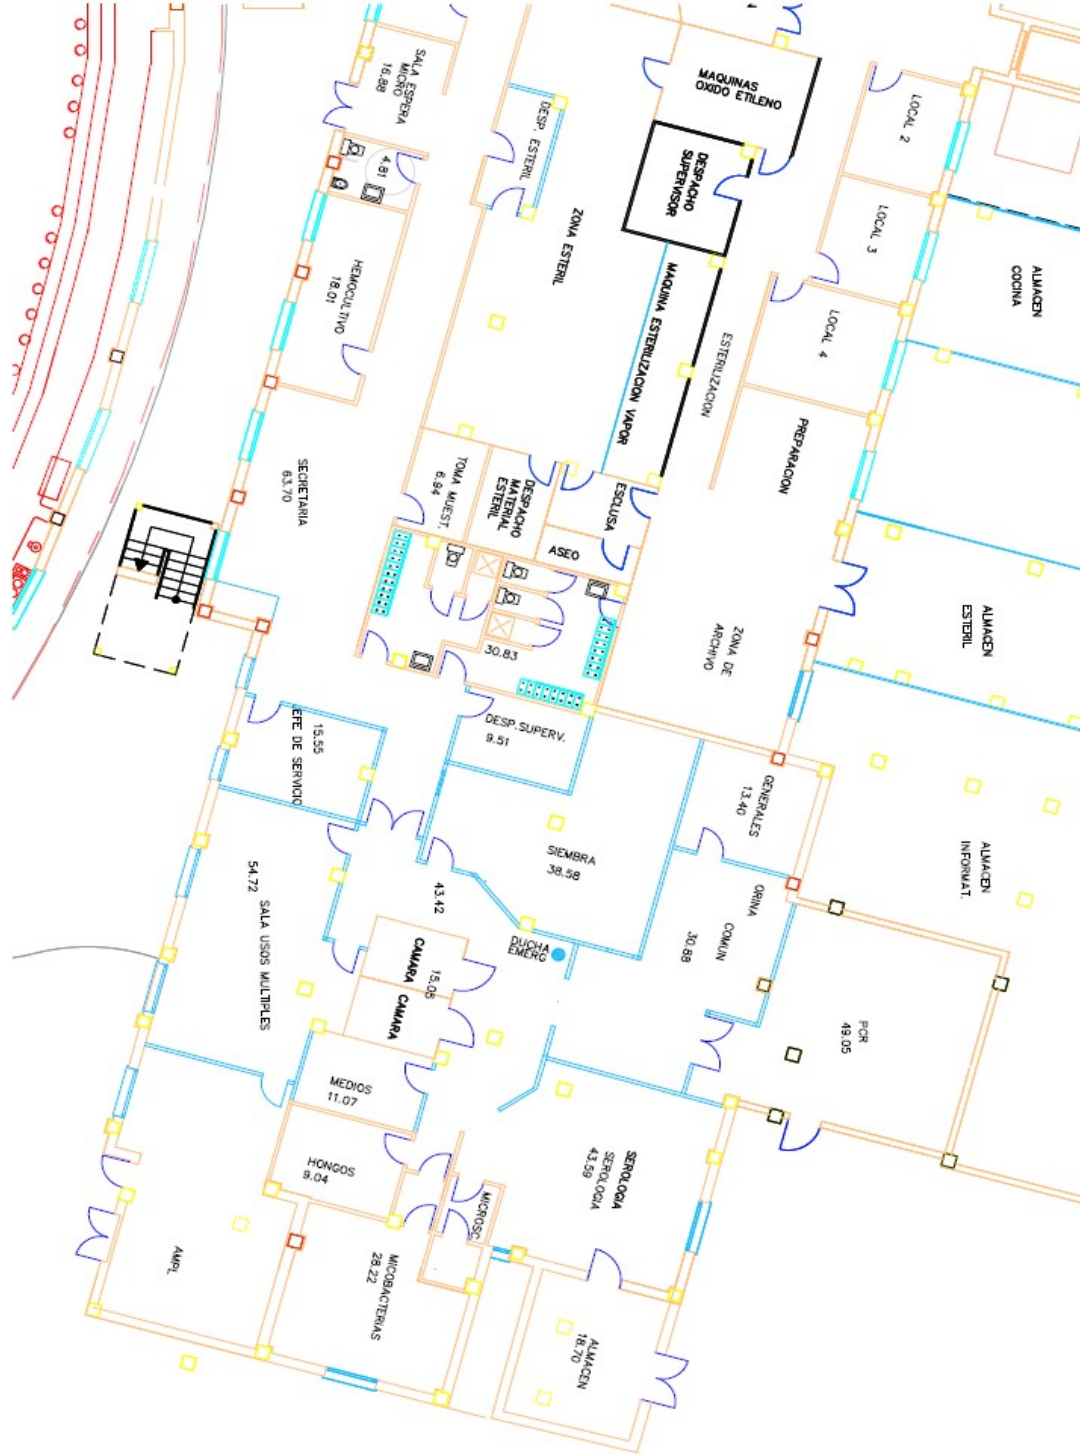 SALA ESPERA
MICRO
16.88
4.81
HEMOCULTIVO
18.01
DESP. ESTERIL
ZONA ESTERIL
MAQUINAS
OXIDO ETILENO
DESPACHO
SUPERVISOR
MAQUINA ESTERILIZACION VAPOR
ESTERILIZACION
LOCAL 2
LOCAL 3
LOCAL 4
ALMACEN
COCINA
PREPARACION
SECRETARIA
63.70
TOMA MUEST.
6.94
DESPACHO
MATERIAL
ESTERIL
ESCLUSA
ASEO
30.83
ZONA DE
ARCHIVO
ALMACEN
ESTERIL
15.55
EFE DE SERVICIO
DESP.SUPERV.
9.51
GENERALES
13.40
SIEMBRA
38.58
ALMACEN
INFORMAT.
54.72 SALA USOS MULTIPLES
43.42
ORINA
COMUN
30.88
DUCHA
EMERG
CAMARA
15.05
CAMARA
PCR
49.05
MEDIOS
11.07
HONGOS
9.04
MICROSC.
SEROLOGIA
SEROLOGIA
43.59
AMPL
MICOBACTERIAS
28.22
ALMACEN
18.70